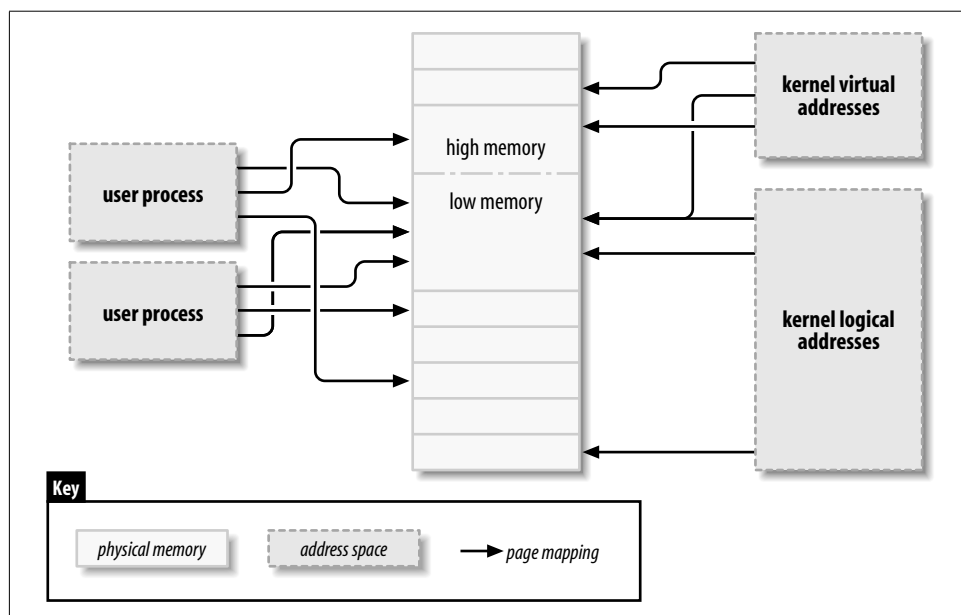 kernel virtual
addresses
high memory
user process
low memory
user process
kernel logical
addresses
Key
physical memory
address space
page mapping